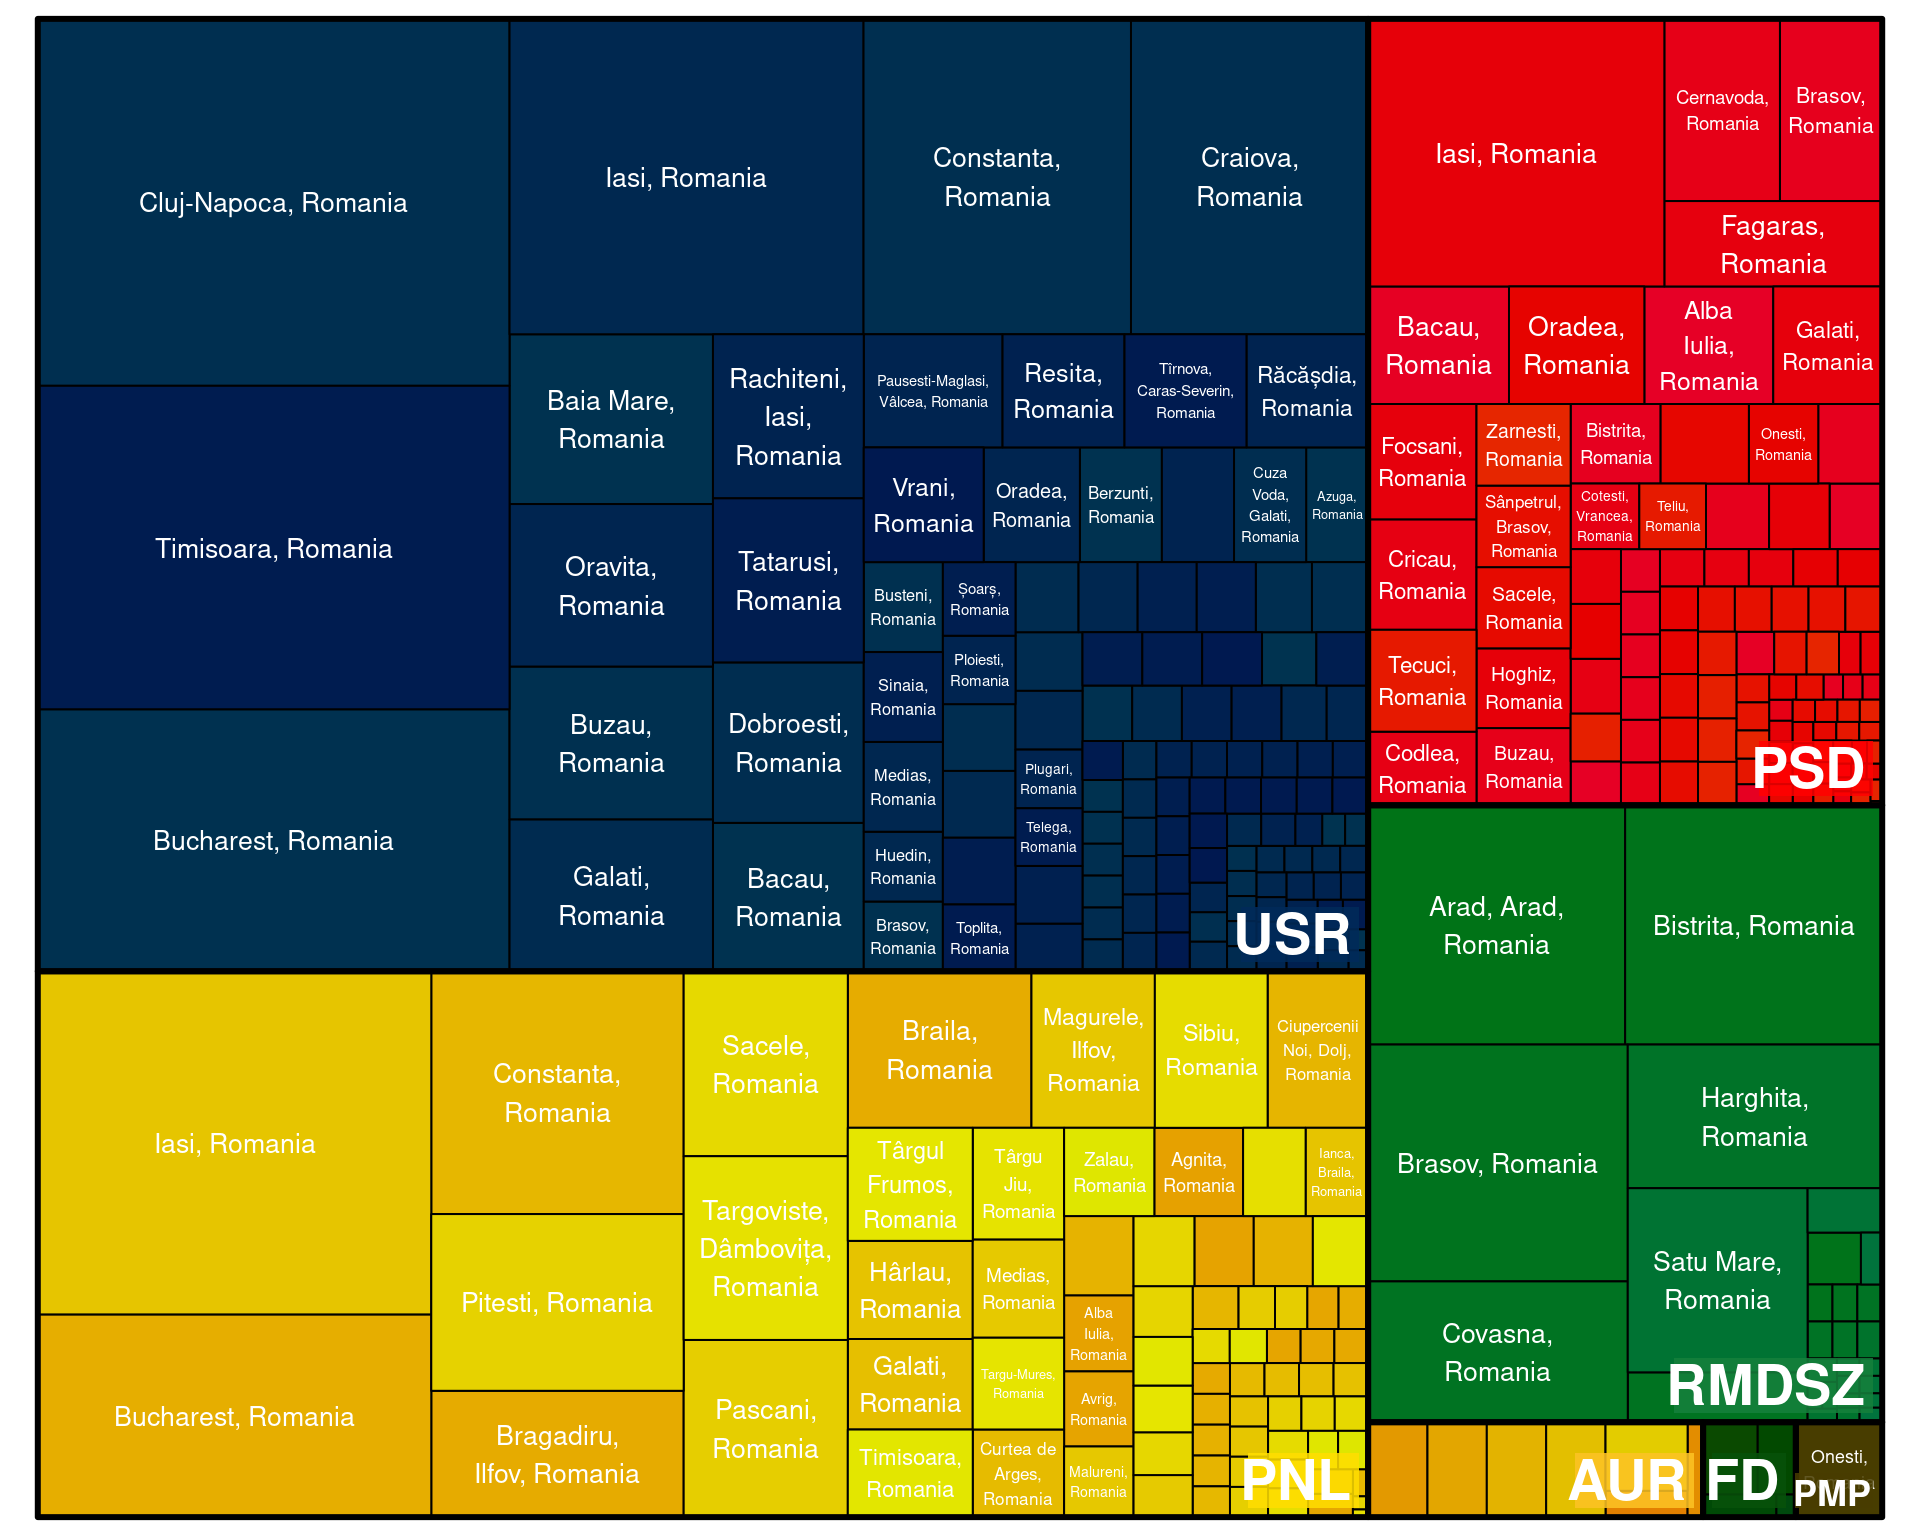 Cluj-Napoca, Romania
Timisoara, Romania
Bucharest, Romania
Iasi, Romania
Baia Mare,
Romania
Oravita,
Romania
Buzau,
Romania
Galati,
Romania
Rachiteni,
Iasi,
Romania
Tatarusi,
Romania
Dobroesti,
Romania
Bacau,
Romania
Constanta,
Romania
Craiova,
Romania
Pausesti-Maglasi,
Vâlcea, Romania
Resita,
Romania
Tîrnova,
Caras-Severin,
Romania
Răcășdia,
Romania
Vrani,
Romania
Oradea,
Romania
Berzunti,
Romania
Cuza
Voda,
Galati,
Romania
Azuga,
Romania
Busteni,
Romania
Sinaia,
Romania
Medias,
Romania
Huedin,
Romania
Brasov,
Romania
Șoarș,
Romania
Ploiesti,
Romania
Toplita,
Romania
Plugari,
Romania
Telega,
Romania
USR
Iasi, Romania
Cernavoda,
Romania
Brasov,
Romania
Fagaras,
Romania
Bacau,
Romania
Oradea,
Romania
Alba
Iulia,
Romania
Galati,
Romania
Focsani,
Romania
Cricau,
Romania
Tecuci,
Romania
Codlea,
Romania
Zarnesti,
Romania
Sânpetrul,
Brasov,
Romania
Sacele,
Romania
Hoghiz,
Romania
Buzau,
Romania
Bistrita,
Romania
Onesti,
Romania
Cotesti,
Vrancea,
Romania
Teliu,
Romania
PSD
Iasi, Romania
Bucharest, Romania
Constanta,
Romania
Pitesti, Romania
Bragadiru,
Ilfov, Romania
Sacele,
Romania
Targoviste,
Dâmbovița,
Romania
Pascani,
Romania
Braila,
Romania
Magurele,
Ilfov,
Romania
Sibiu,
Romania
Ciupercenii
Noi, Dolj,
Romania
Târgul
Frumos,
Romania
Hârlau,
Romania
Galati,
Romania
Timisoara,
Romania
Târgu
Jiu,
Romania
Medias,
Romania
Targu-Mures,
Romania
Curtea de
Arges,
Romania
Zalau,
Romania
Agnita,
Romania
Ianca,
Braila,
Romania
Alba
Iulia,
Romania
Avrig,
Romania
Malureni,
Romania
PNL
Arad, Arad,
Romania
Bistrita, Romania
Brasov, Romania
Covasna,
Romania
Harghita,
Romania
Satu Mare,
Romania
RMDSZ
AUR
FD
Onesti,
PMP